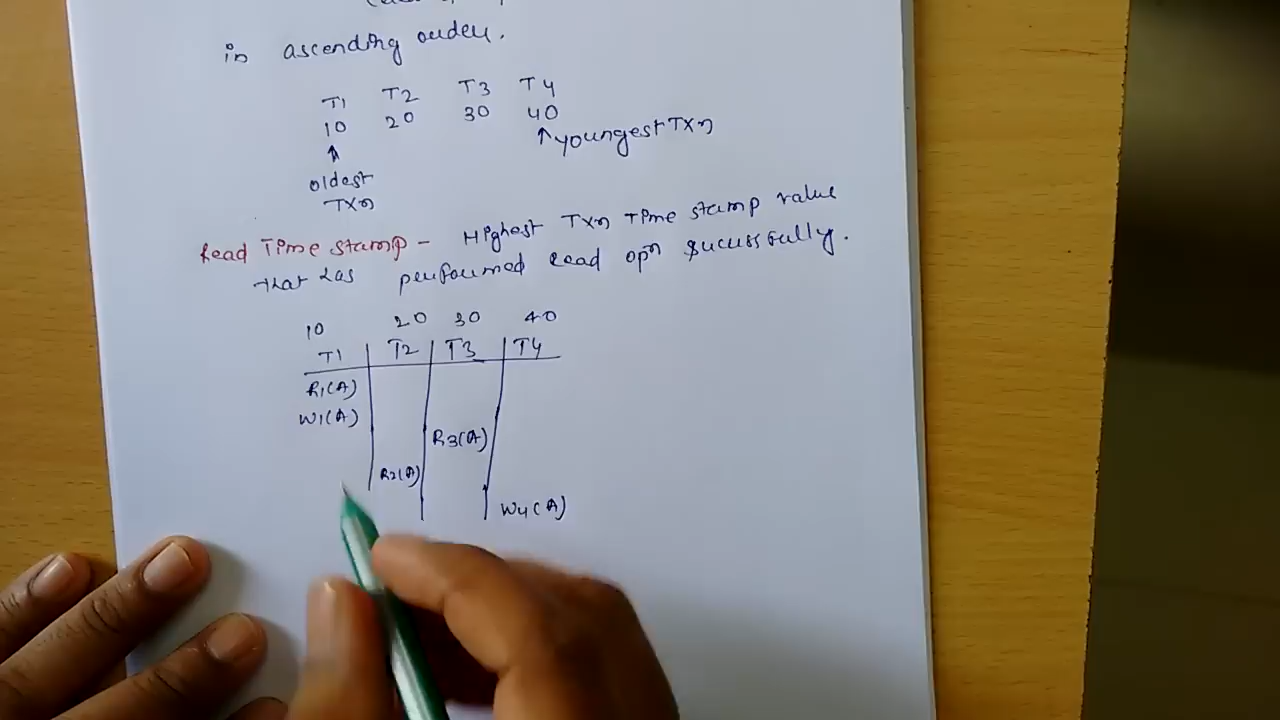 in ascending order.
T1 T2 T3 T4
10 20 30 40
↑ ↑ youngest TXn
oldest
TXn
Read Time stamp - Highest TXn Time stamp value
that has performed read opn sucussfully.
10 20 30 40
T1 T2 T3 T4
R1(A)
W1(A)
R3(A)
R2(A)
W4(A)